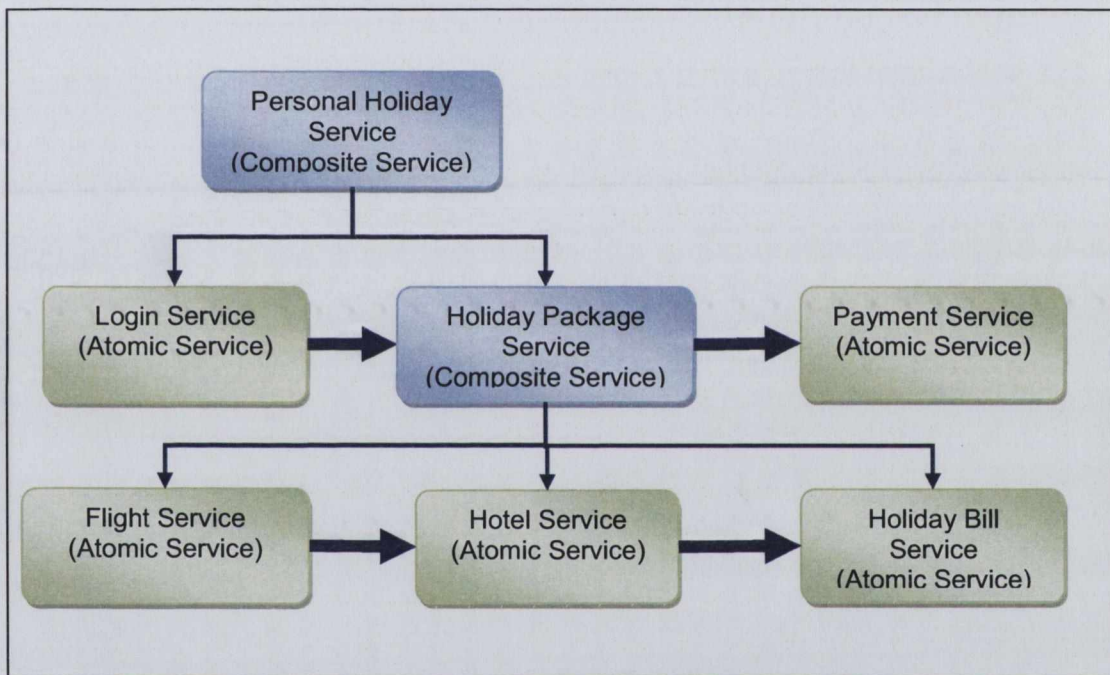 Personal Holiday
Service
(Composite Service)
Login Service
(Atomic Service)
Holiday Package
Service
(Composite Service)
Payment Service
(Atomic Service)
Flight Service
(Atomic Service)
Hotel Service
(Atomic Service)
Holiday Bill
Service
(Atomic Service)